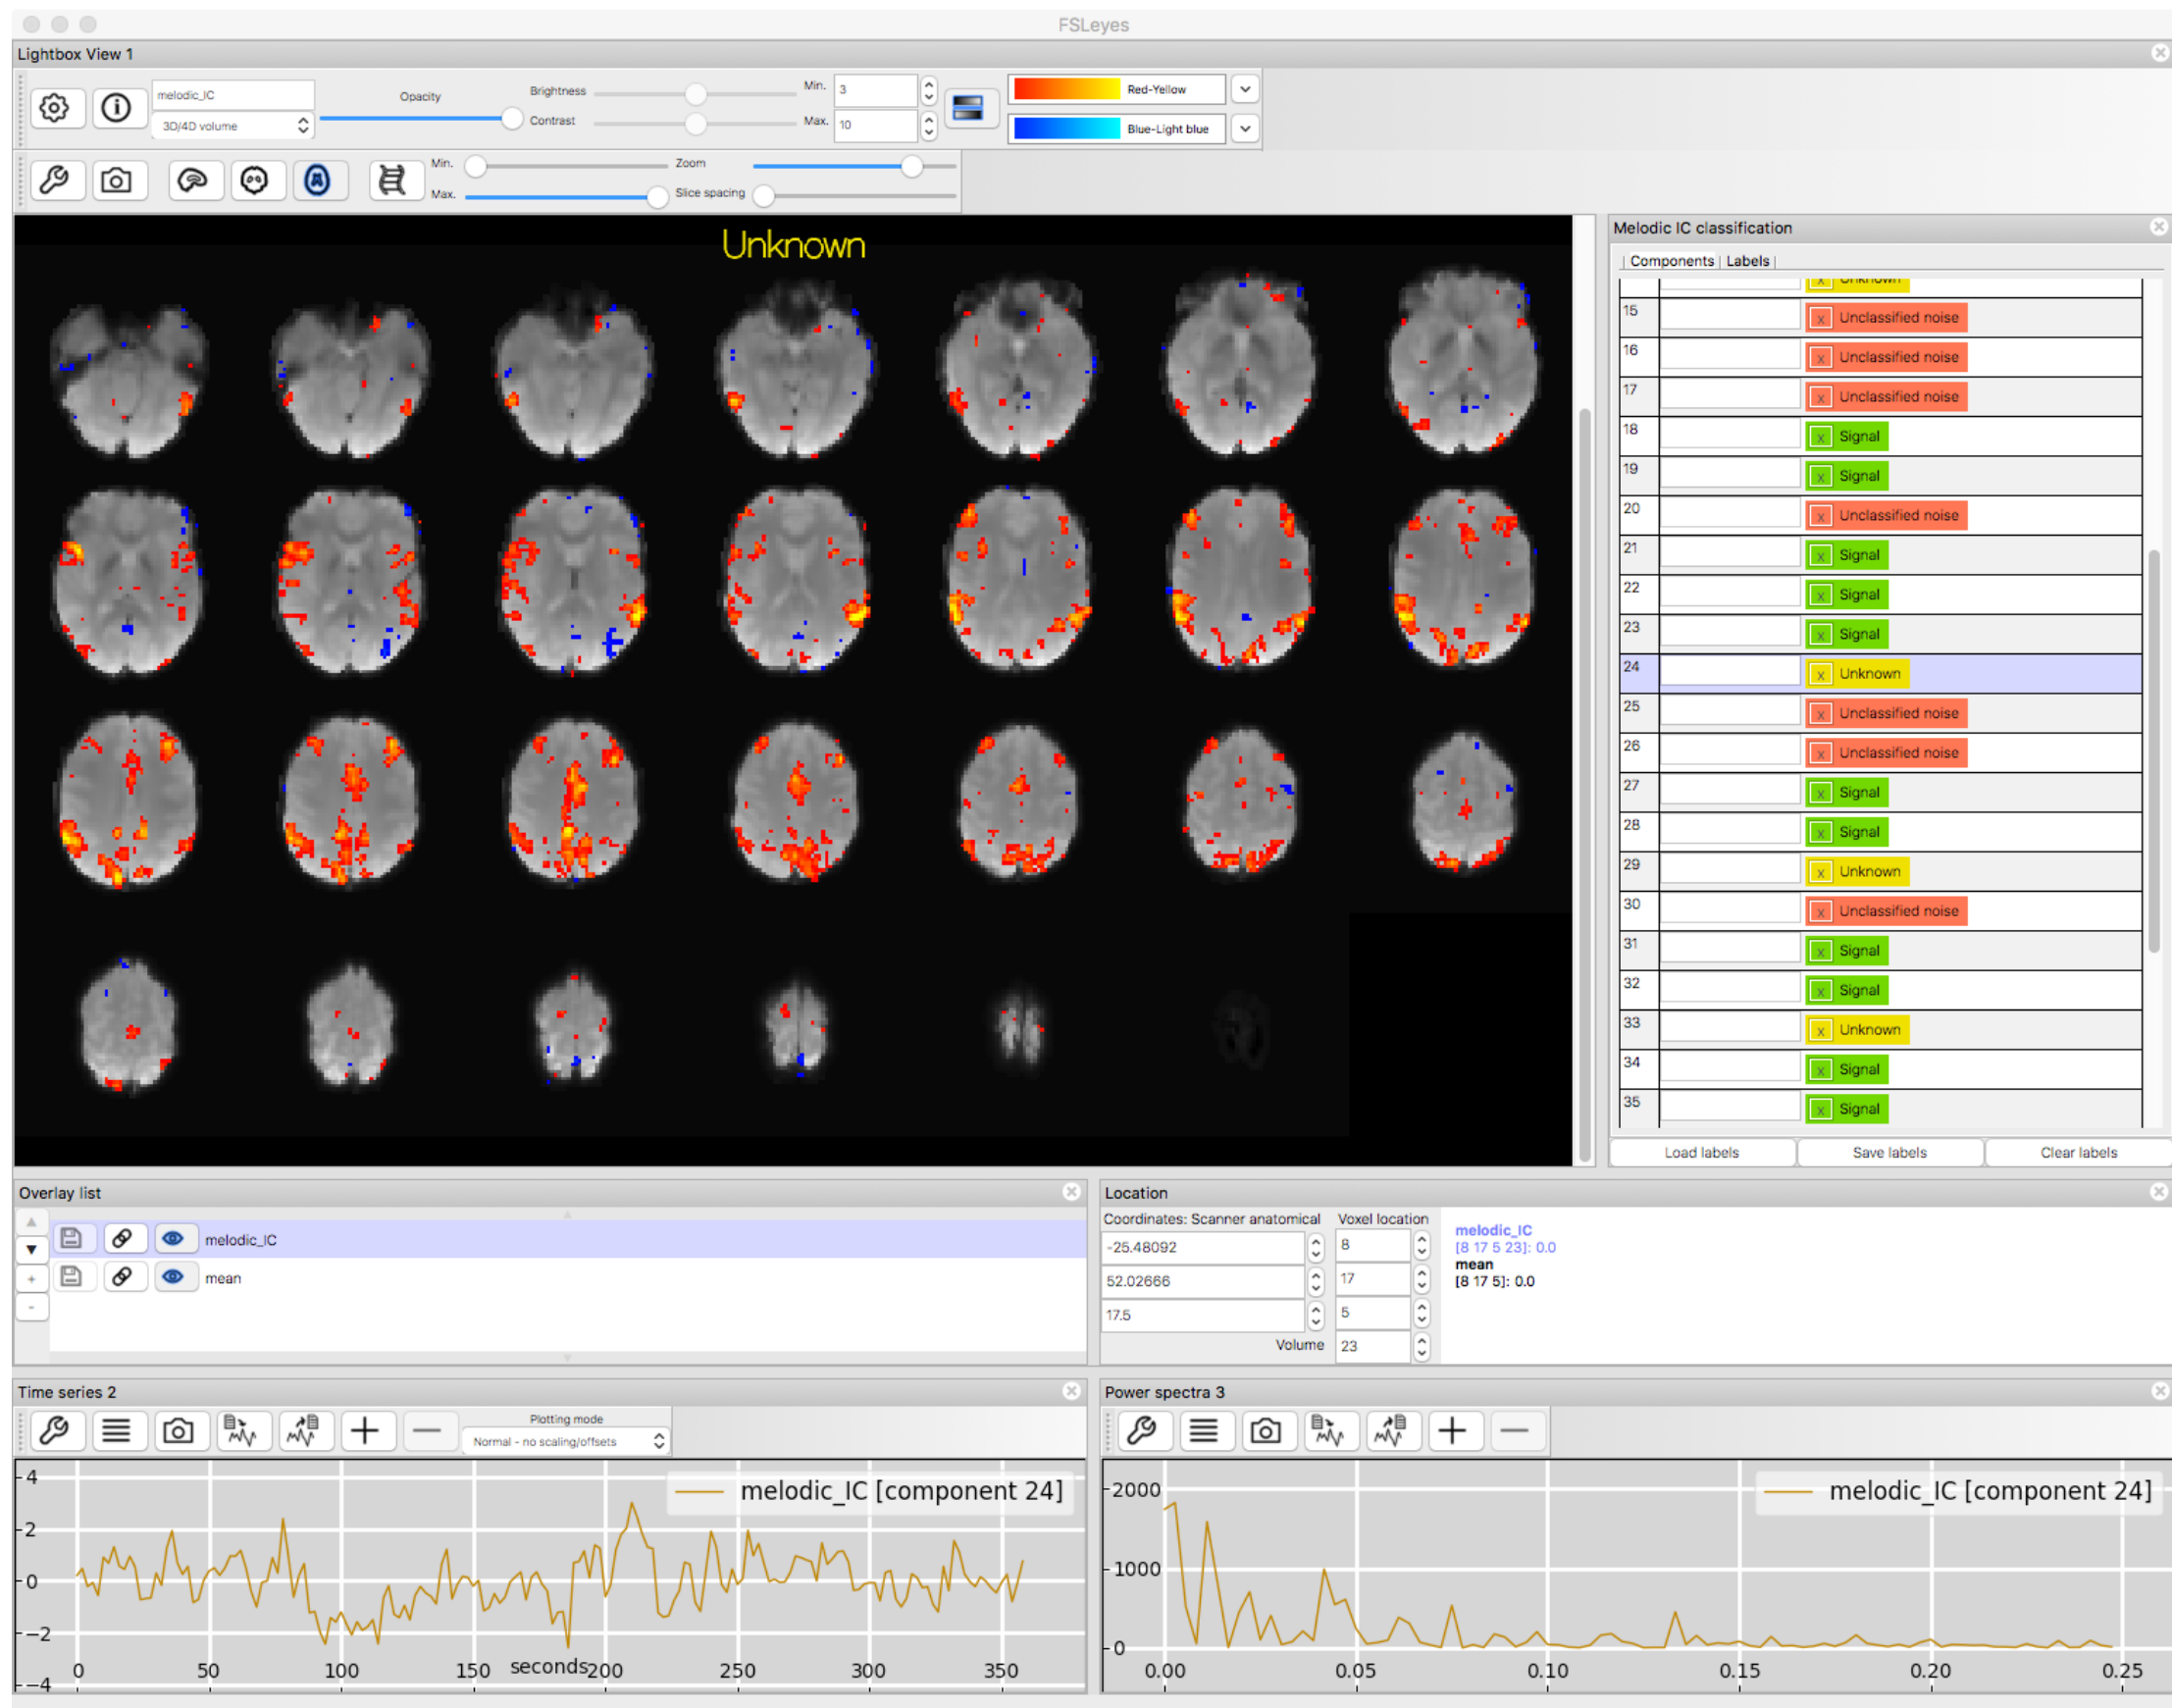 FSLeyes
Lightbox View 1
melodic_IC
3D/4D volume
Opacity
Brightness
Contrast
Min. 3
Max. 10
Red-Yellow
Blue-Light blue
Min.
Max.
Zoom
Slice spacing
Unknown
Melodic IC classification
Components Labels
15 x Unclassified noise
16 x Unclassified noise
17 x Unclassified noise
18 x Signal
19 x Signal
20 x Unclassified noise
21 x Signal
22 x Signal
23 x Signal
24 x Unknown
25 x Unclassified noise
26 x Unclassified noise
27 x Signal
28 x Signal
29 x Unknown
30 x Unclassified noise
31 x Signal
32 x Signal
33 x Unknown
34 x Signal
35 x Signal
Load labels Save labels Clear labels
Overlay list
melodic_IC
mean
Location
Coordinates: Scanner anatomical Voxel location
-25.48092 8
52.02666 17
17.5 5
Volume 23
melodic_IC
[8 17 5 23]: 0.0
mean
[8 17 5]: 0.0
Time series 2
Plotting mode
Normal - no scaling/offsets
melodic_IC [component 24]
4
2
0
−2
−4
0 50 100 150 200 250 300 350
seconds
Power spectra 3
melodic_IC [component 24]
2000
1000
0
0.00 0.05 0.10 0.15 0.20 0.25